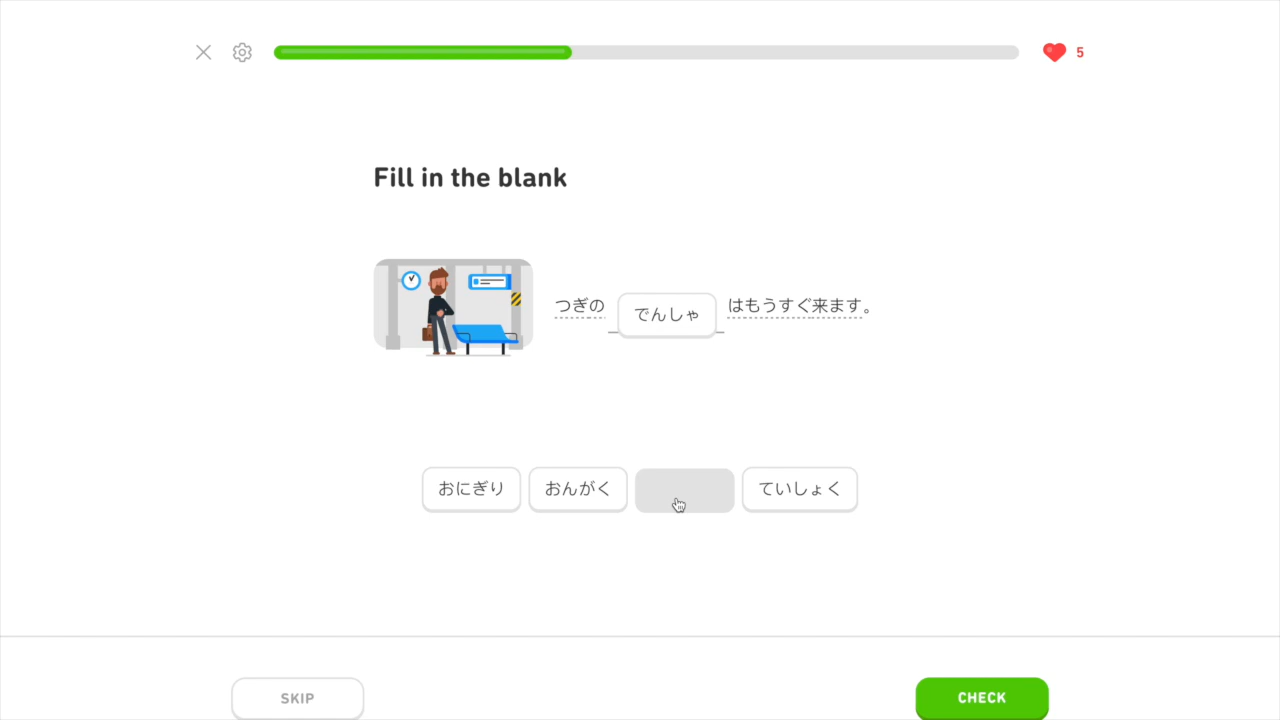 5
Fill in the blank
つぎの でんしゃ はもうすぐ来ます。
おにぎり おんがく ていしょく
SKIP CHECK